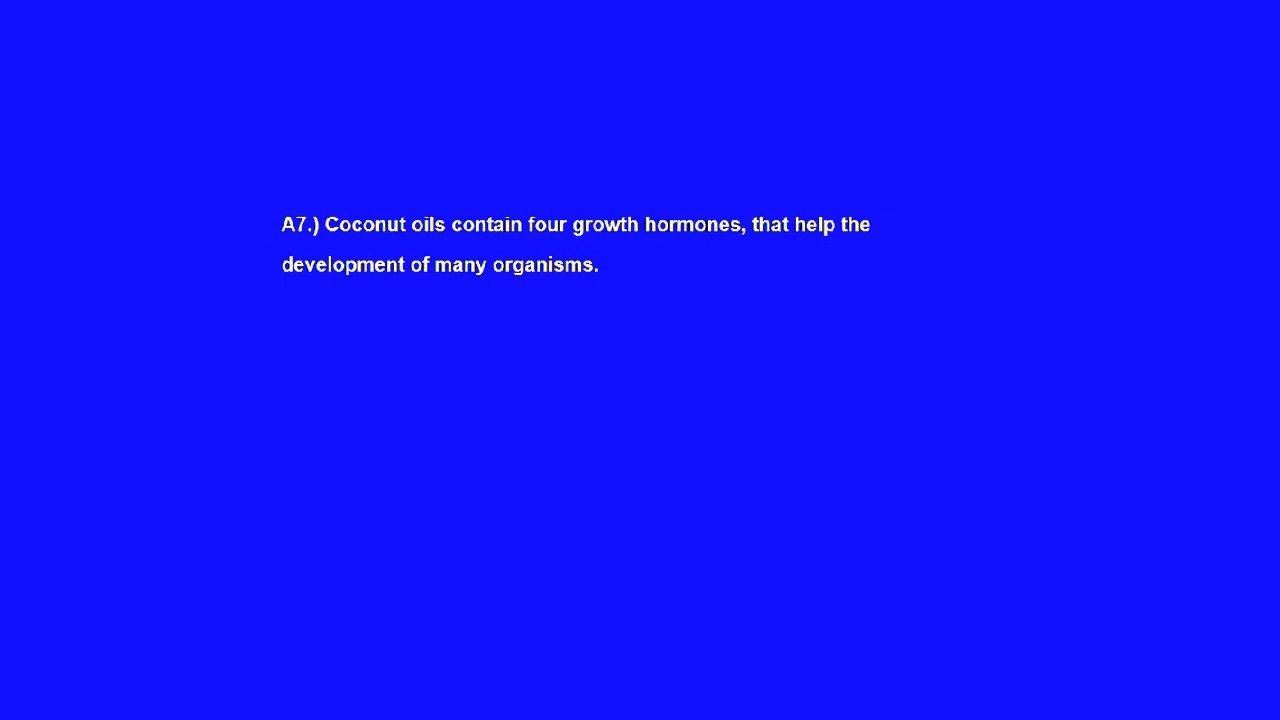 A7.) Coconut oils contain four growth hormones, that help the
development of many organisms.